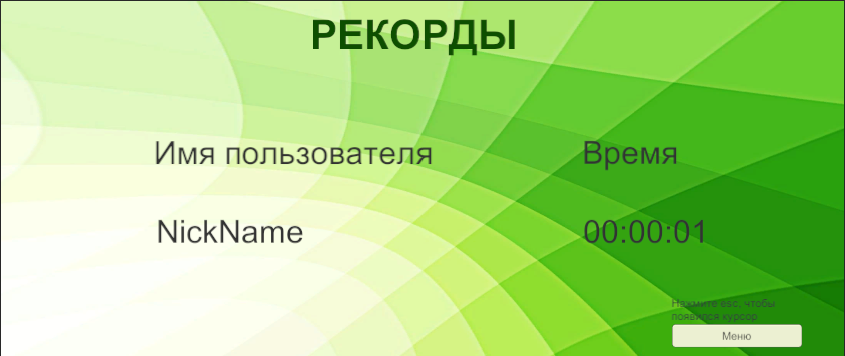 РЕКОРДЫ
Имя пользователя Время
NickName 00:00:01
Нажмите esc, чтобы
появился курсор
Меню